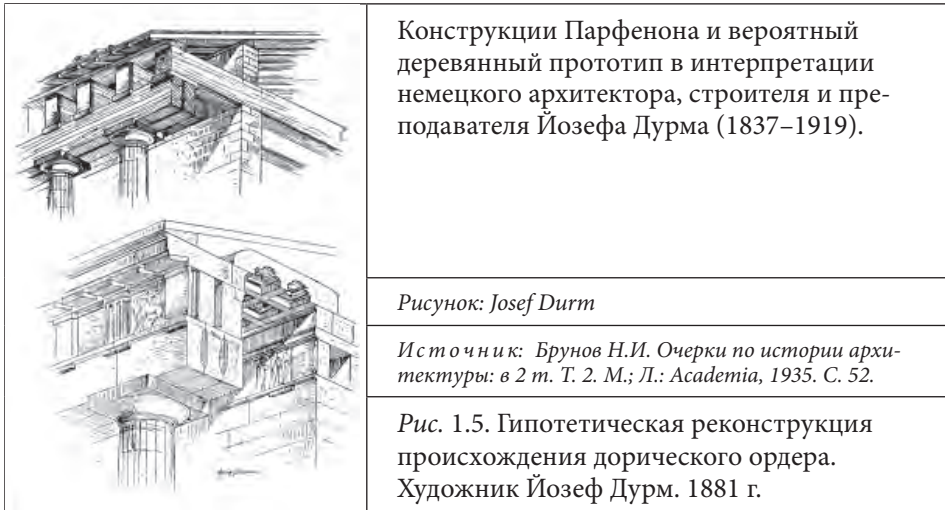 Конструкции Парфенона и вероятный
деревянный прототип в интерпретации
немецкого архитектора, строителя и пре-
подавателя Йозефа Дурма (1837–1919).
Рисунок: Josef Durm
Источник: Брунов Н.И. Очерки по истории архи-
тектуры: в 2 т. Т. 2. М.; Л.: Academia, 1935. С. 52.
Рис. 1.5. Гипотетическая реконструкция
происхождения дорического ордера.
Художник Йозеф Дурм. 1881 г.